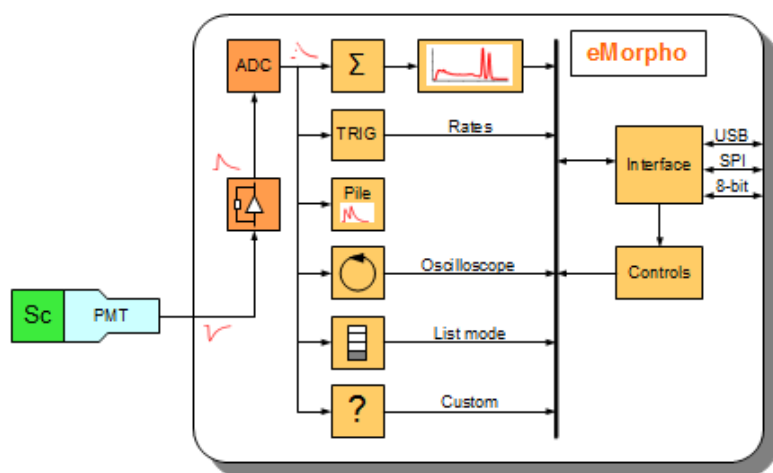 eMorpho
ADC
Σ
TRIG
Rates
Pile
Oscilloscope
List mode
?
Custom
Interface
USB
SPI
8-bit
Controls
Sc
PMT